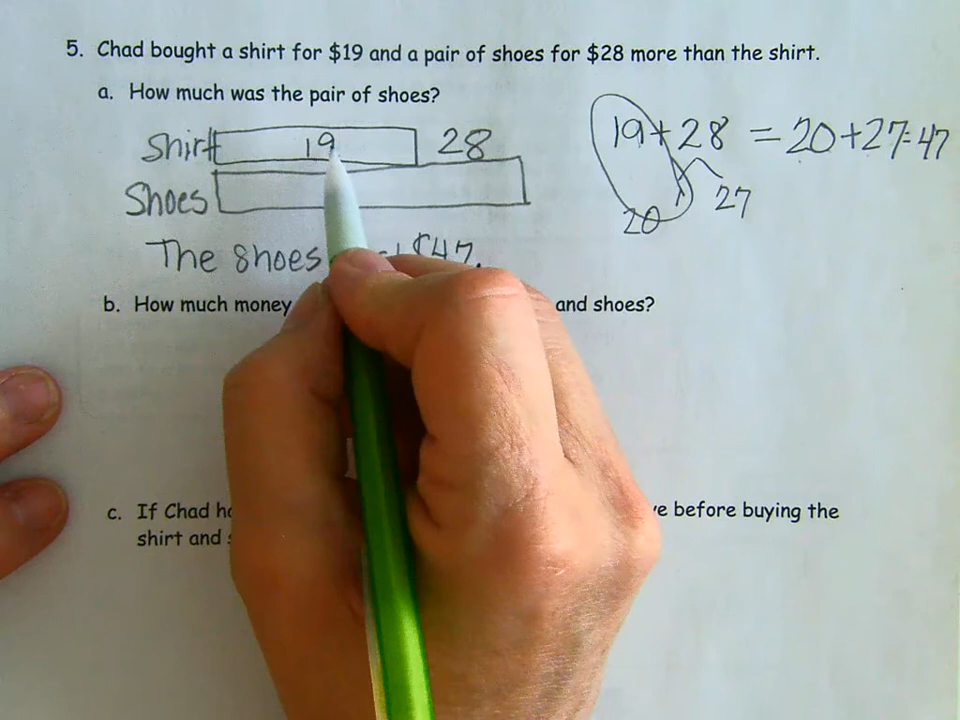 5. Chad bought a shirt for $19 and a pair of shoes for $28 more than the shirt.
a. How much was the pair of shoes?
Shirt 19 28
Shoes
19+28 = 20+27=47
1 27
20
The shoes $47.
b. How much money and shoes?
c. If Chad before buying the
shirt and